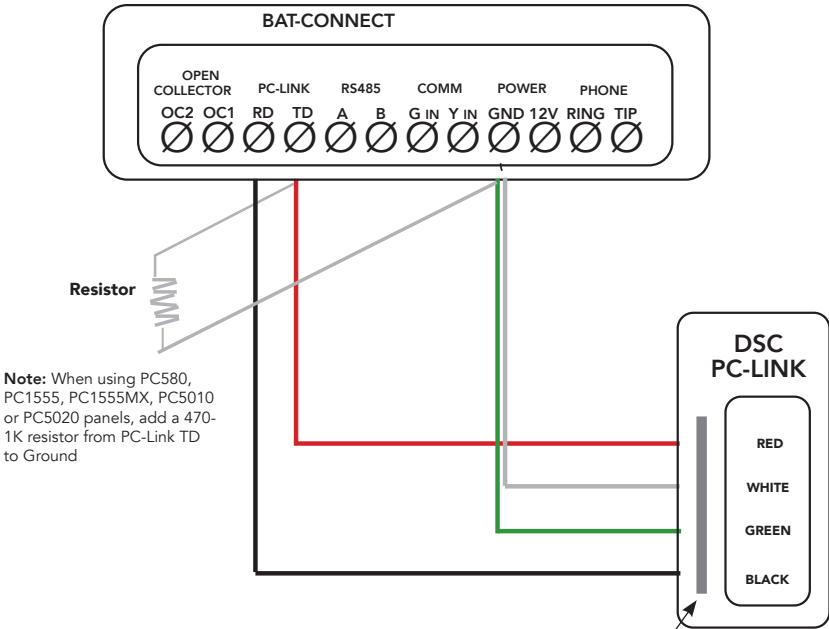 BAT-CONNECT
OPEN
COLLECTOR PC-LINK RS485 COMM POWER PHONE
OC2 OC1 RD TD A B G IN Y IN GND 12V RING TIP
Resistor
Note: When using PC580,
PC1555, PC1555MX, PC5010
or PC5020 panels, add a 470-
1K resistor from PC-Link TD
to Ground
DSC
PC-LINK
RED
WHITE
GREEN
BLACK